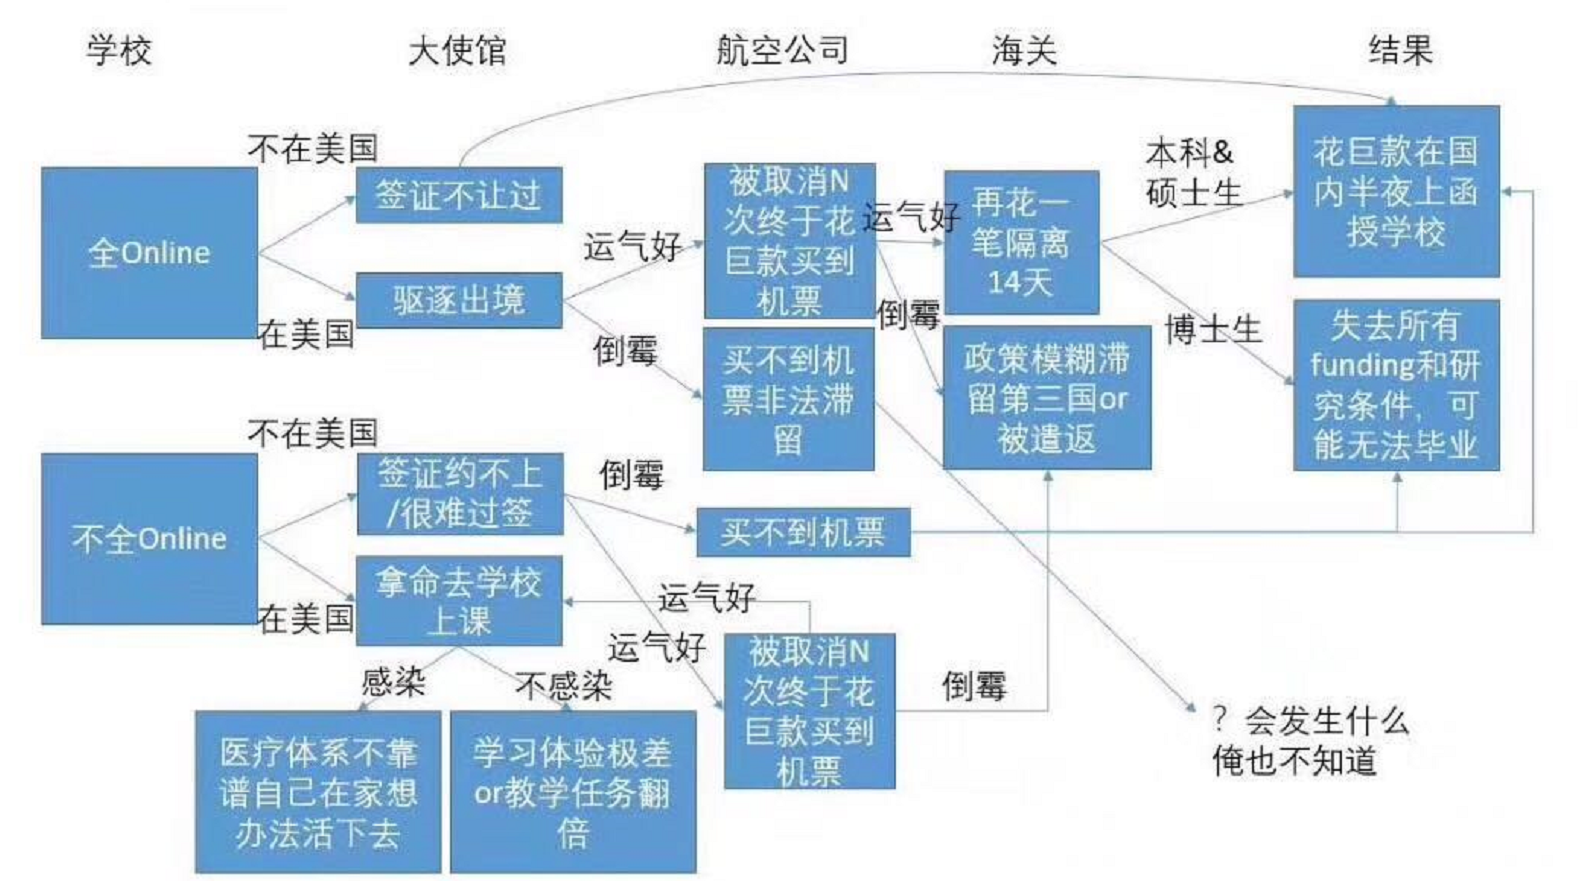 学校
大使馆
航空公司
海关
结果
不在美国
全Online
在美国
签证不让过
驱逐出境
运气好
倒霉
被取消N
次终于花
巨款买到
机票
买不到机
票非法滞
留
运气好
倒霉
再花一
笔隔离
14天
政策模糊滞
留第三国or
被遣返
本科&
硕士生
博士生
花巨款在国
内半夜上函
授学校
失去所有
funding和研
究条件，可
能无法毕业
不在美国
不全Online
在美国
签证约不上
/很难过签
拿命去学校
上课
倒霉
买不到机票
运气好
运气好
被取消N
次终于花
巨款买到
机票
倒霉
感染
不感染
医疗体系不靠
谱自己在家想
办法活下去
学习体验极差
or教学任务翻
倍
？会发生什么
俺也不知道